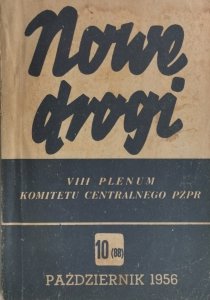 Nowe
drogi
VIII PLENUM
KOMITETU CENTRALNEGO PZPR
10 (88)
PAŹDZIERNIK 1956